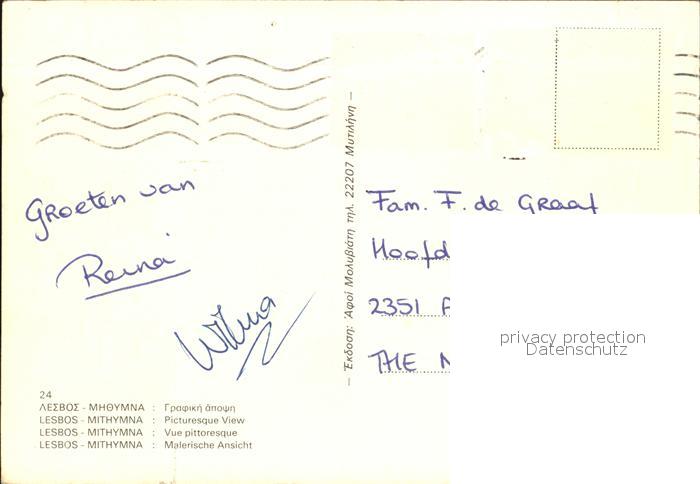 Groeten van
Reina
Wilma
24
ΛΕΣΒΟΣ - ΜΗΘΥΜΝΑ : Γραφική άποψη
LESBOS - MITHYMNA : Picturesque View
LESBOS - MITHYMNA : Vue pittoresque
LESBOS - MITHYMNA : Malerische Ansicht
— Έκδοση: Άφοί Μολυβιάτη τηλ. 22207 Μυτιλήνη —
Fam. F. de Graaf
Hoofd
2351
THE N
privacy protection
Datenschutz